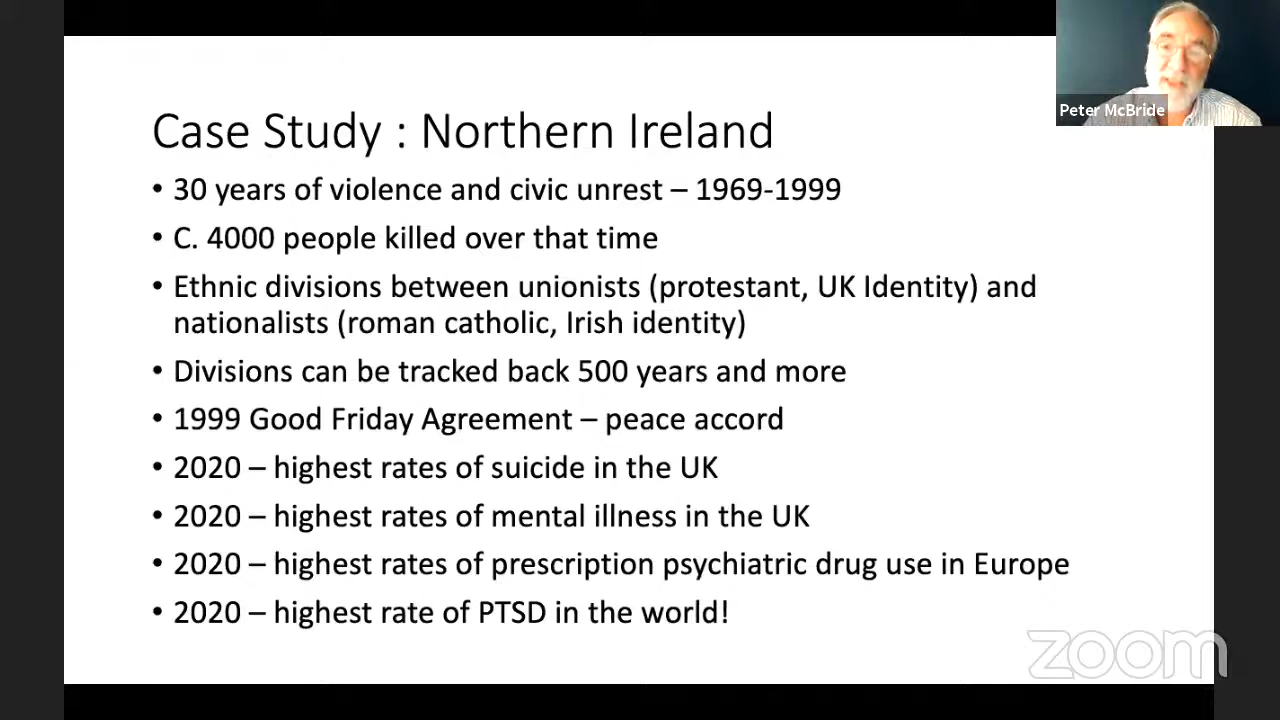 Peter McBride
Case Study : Northern Ireland
• 30 years of violence and civic unrest – 1969-1999
• C. 4000 people killed over that time
• Ethnic divisions between unionists (protestant, UK Identity) and
nationalists (roman catholic, Irish identity)
• Divisions can be tracked back 500 years and more
• 1999 Good Friday Agreement – peace accord
• 2020 – highest rates of suicide in the UK
• 2020 – highest rates of mental illness in the UK
• 2020 – highest rates of prescription psychiatric drug use in Europe
• 2020 – highest rate of PTSD in the world!
zoom